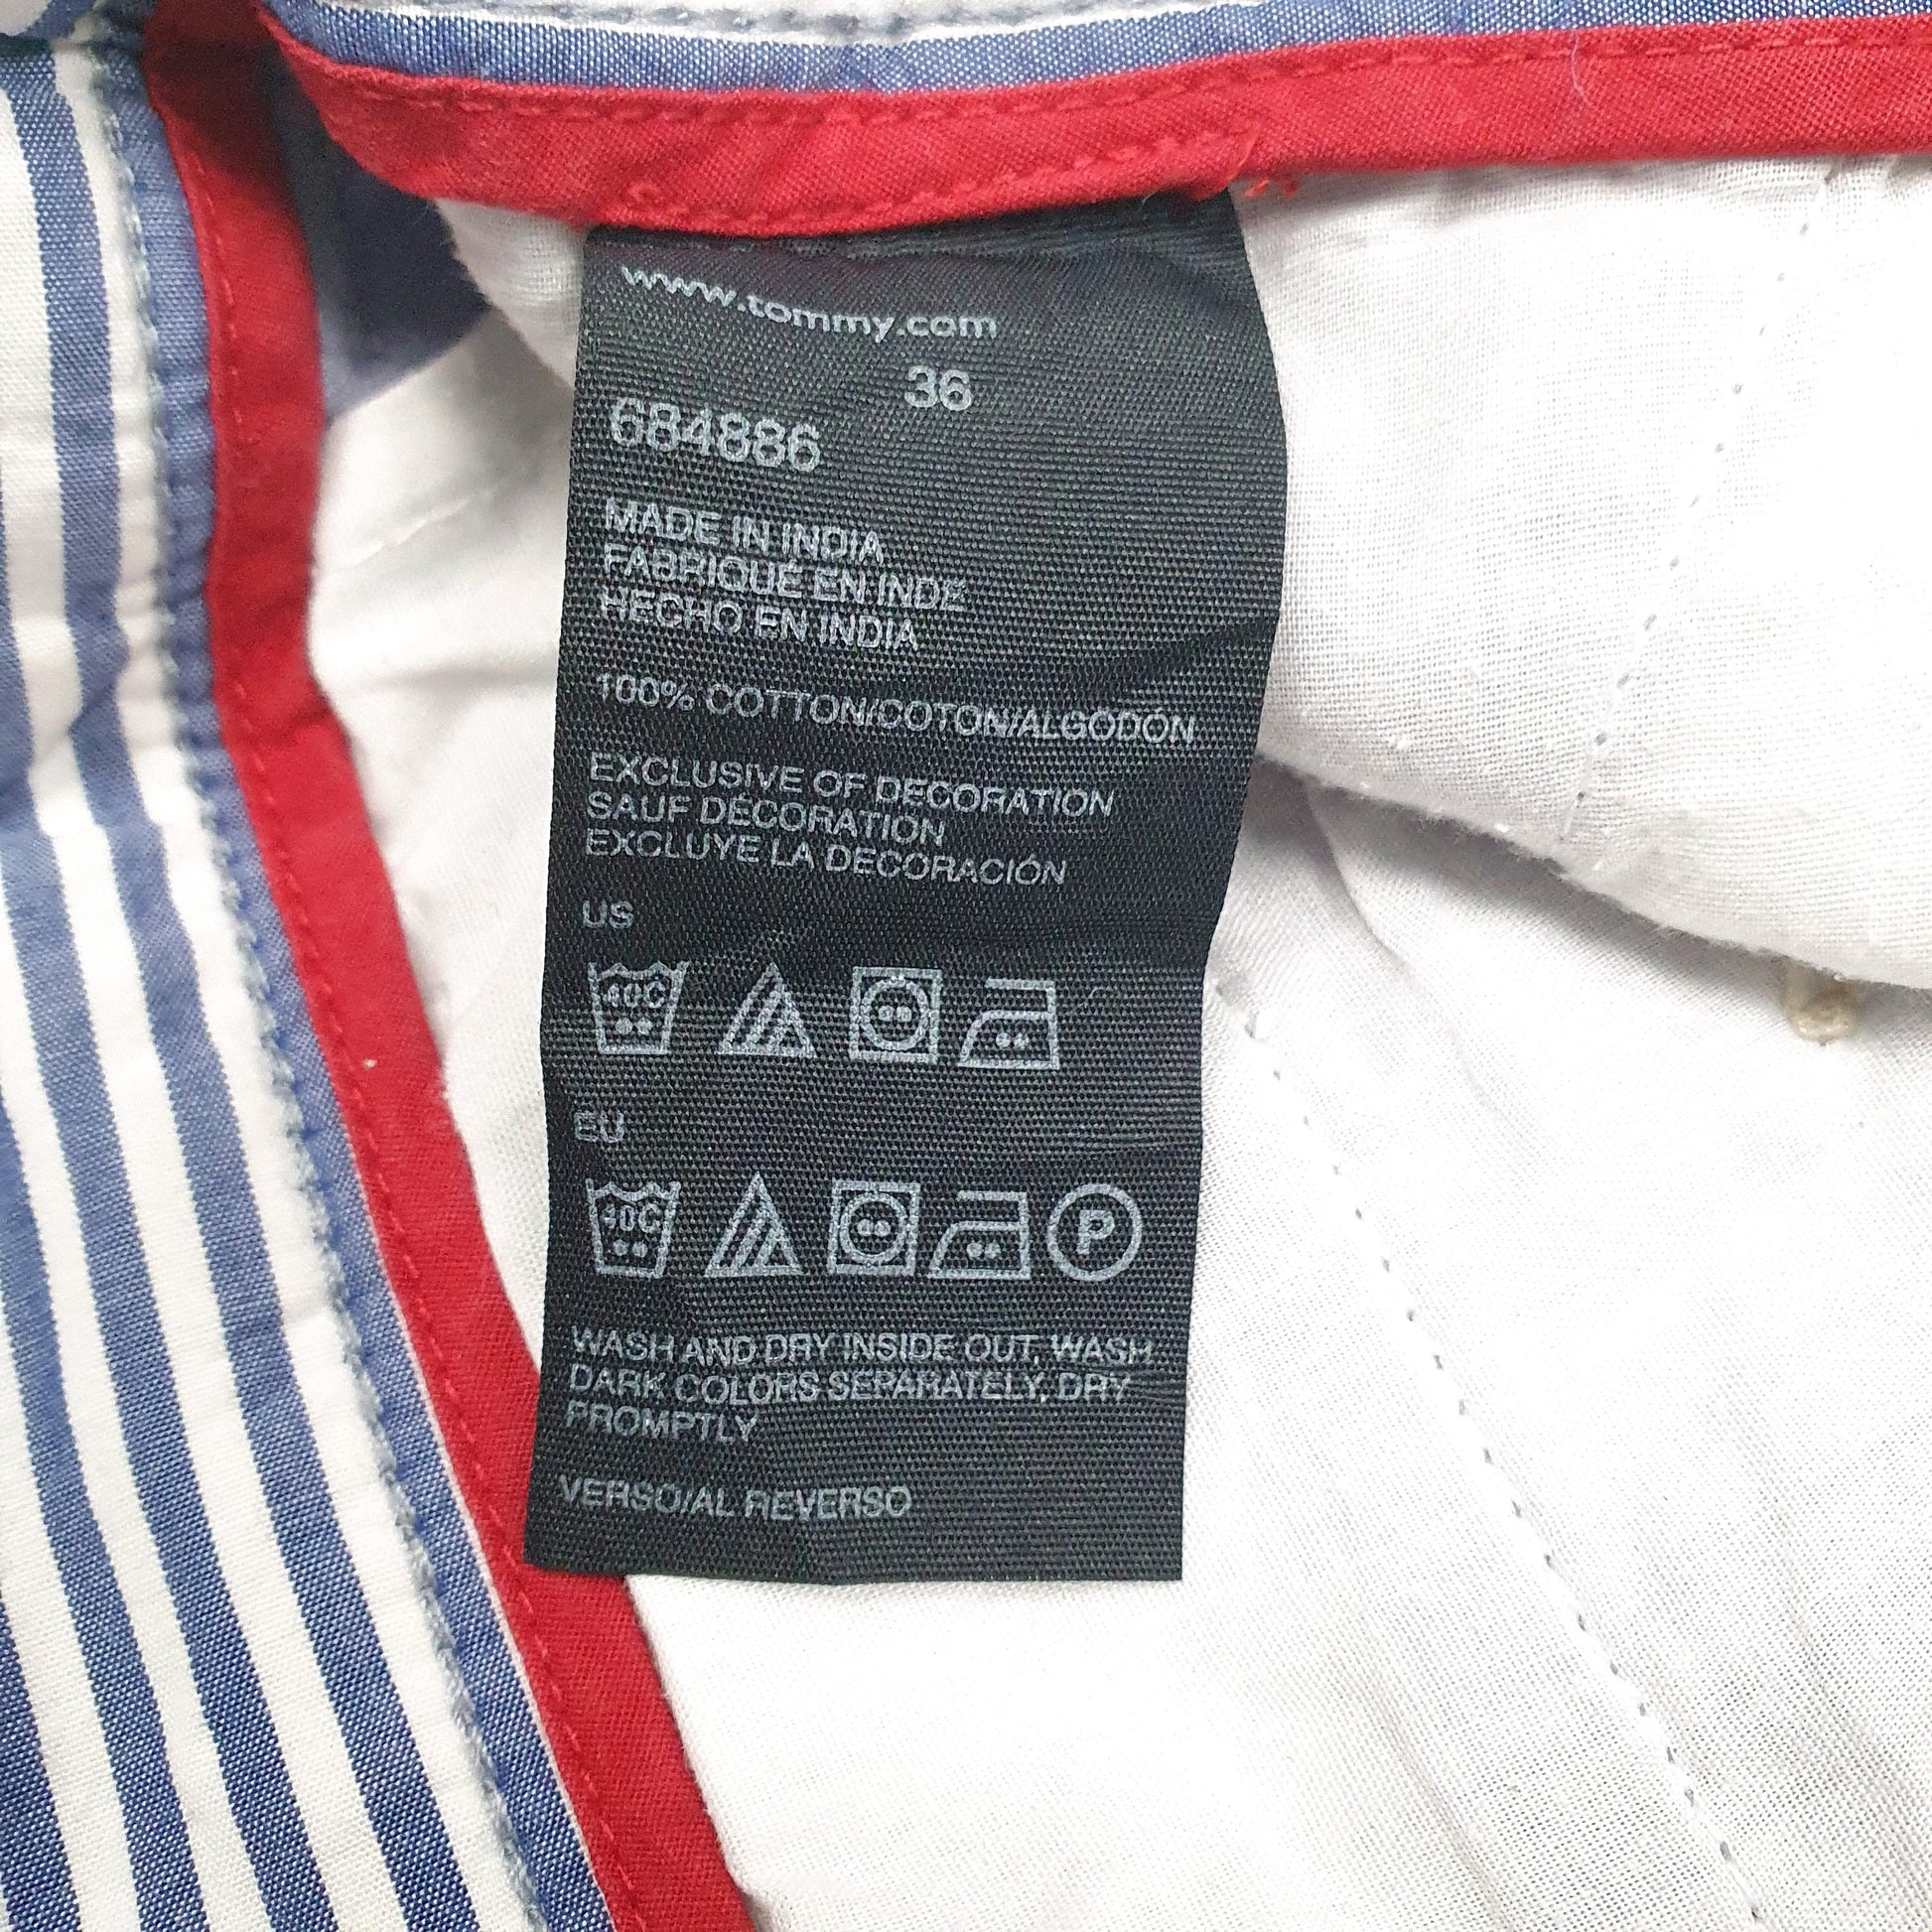 www.tommy.com
36
684886
MADE IN INDIA
FABRIQUÉ EN INDE
HECHO EN INDIA
100% COTTON/COTON/ALGODÓN
EXCLUSIVE OF DECORATION
SAUF DÉCORATION
EXCLUYE LA DECORACIÓN
US
40C
EU
40C P
WASH AND DRY INSIDE OUT, WASH
DARK COLORS SEPARATELY, DRY
PROMPTLY
VERSO/AL REVERSO